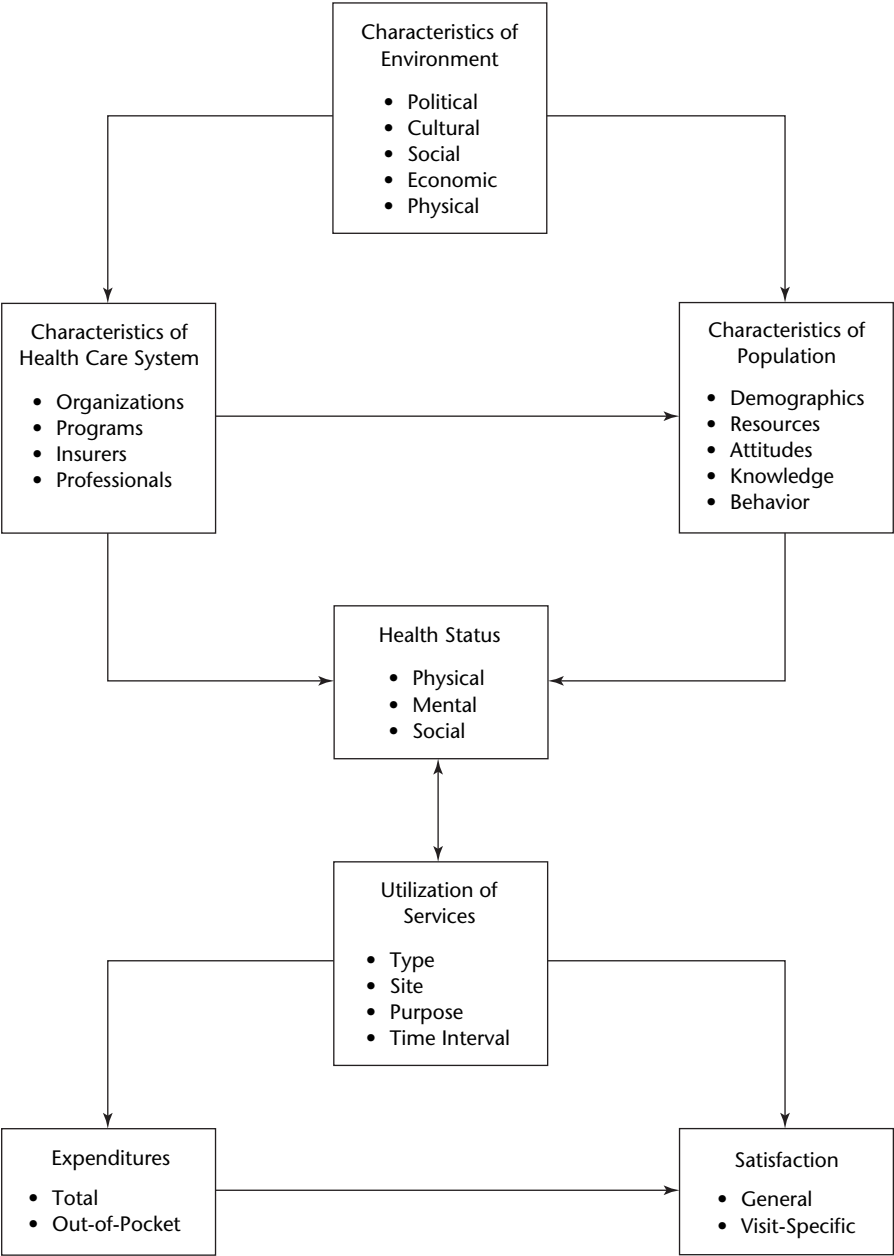 Characteristics of
Environment
• Political
• Cultural
• Social
• Economic
• Physical
Characteristics of
Health Care System
• Organizations
• Programs
• Insurers
• Professionals
Characteristics of
Population
• Demographics
• Resources
• Attitudes
• Knowledge
• Behavior
Health Status
• Physical
• Mental
• Social
Utilization of
Services
• Type
• Site
• Purpose
• Time Interval
Expenditures
• Total
• Out-of-Pocket
Satisfaction
• General
• Visit-Specific